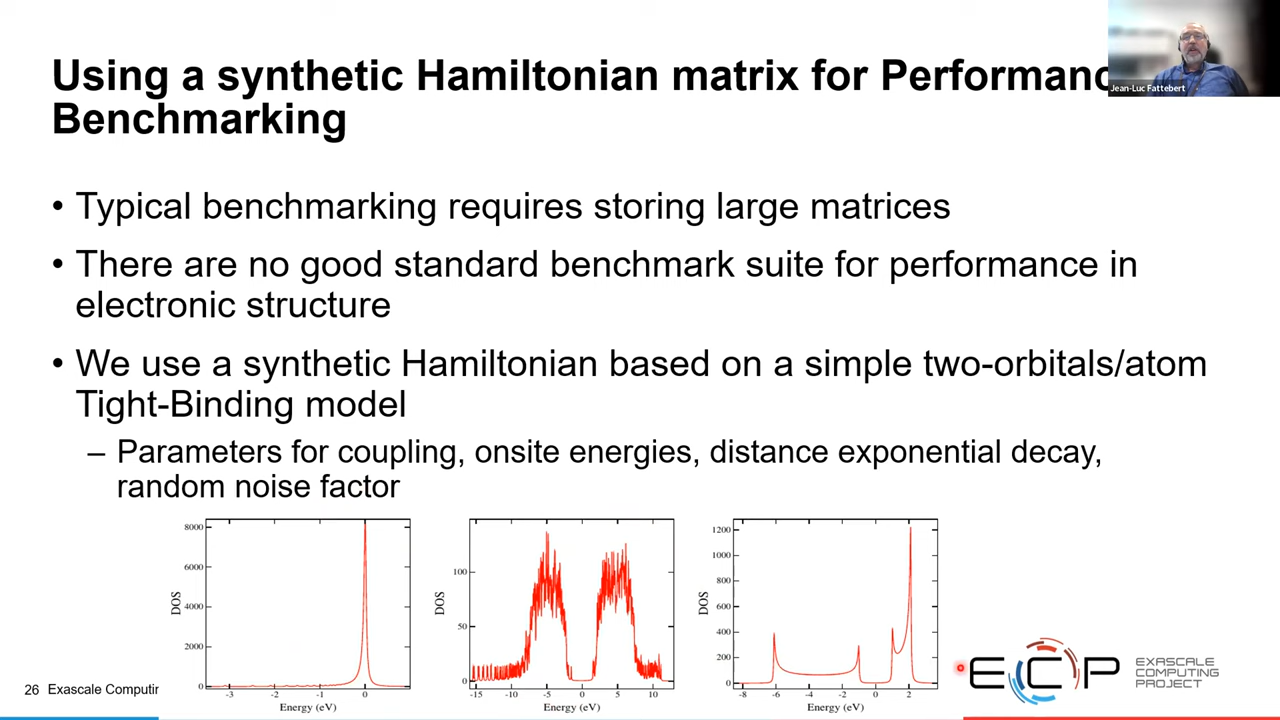 Using a synthetic Hamiltonian matrix for Performanc
Benchmarking
Jean-Luc Fattebert
• Typical benchmarking requires storing large matrices
• There are no good standard benchmark suite for performance in
electronic structure
• We use a synthetic Hamiltonian based on a simple two-orbitals/atom
Tight-Binding model
– Parameters for coupling, onsite energies, distance exponential decay,
random noise factor
8000
6000
4000
2000
0
DOS
-3 -2 -1 0
Energy (eV)
100
50
0
DOS
-15 -10 -5 0 5 10
Energy (eV)
1200
1000
800
600
400
200
0
DOS
-8 -6 -4 -2 0 2
Energy (eV)
ECP
EXASCALE
COMPUTING
PROJECT
26 Exascale Computin